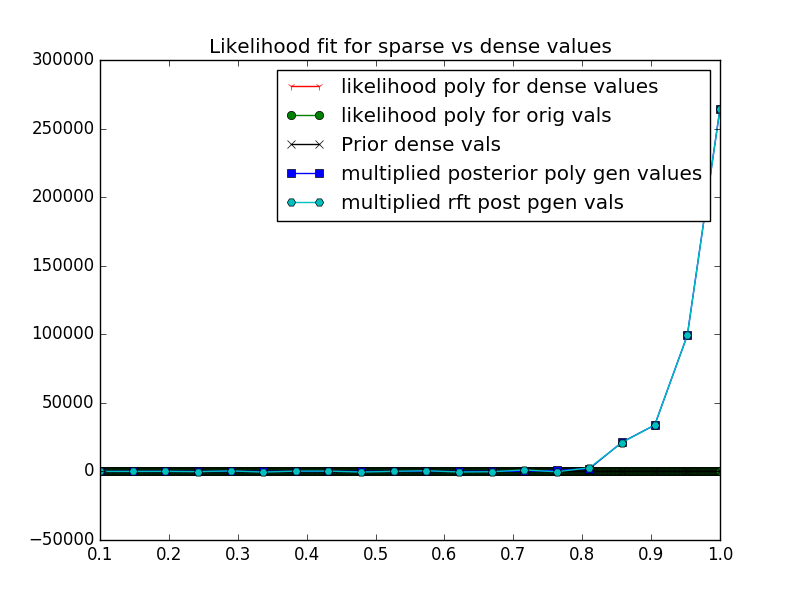 Likelihood fit for sparse vs dense values
300000
250000
200000
150000
100000
50000
0
−50000
likelihood poly for dense values
likelihood poly for orig vals
Prior dense vals
multiplied posterior poly gen values
multiplied rft post pgen vals
0.1 0.2 0.3 0.4 0.5 0.6 0.7 0.8 0.9 1.0